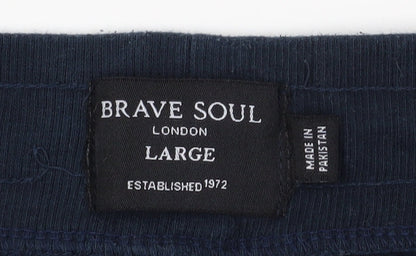 BRAVE SOUL
LONDON
LARGE
ESTABLISHED 1972
MADE IN
PAKISTAN